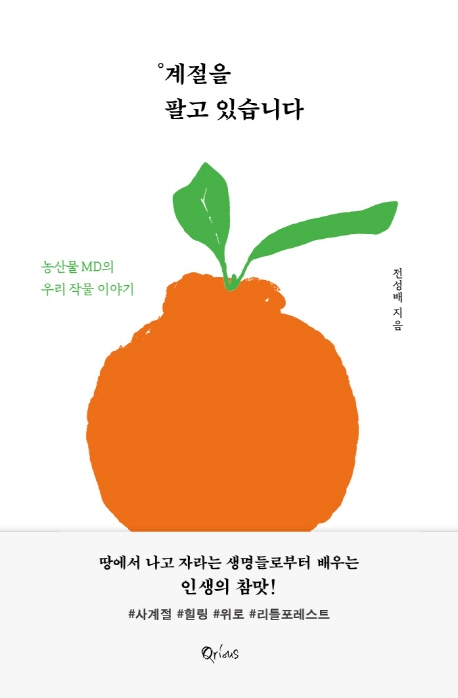 °계절을
팔고 있습니다
농산물 MD의
우리 작물 이야기
전성배 지음
땅에서 나고 자라는 생명들로부터 배우는
인생의 참맛!
#사계절 #힐링 #위로 #리틀포레스트
Qrious